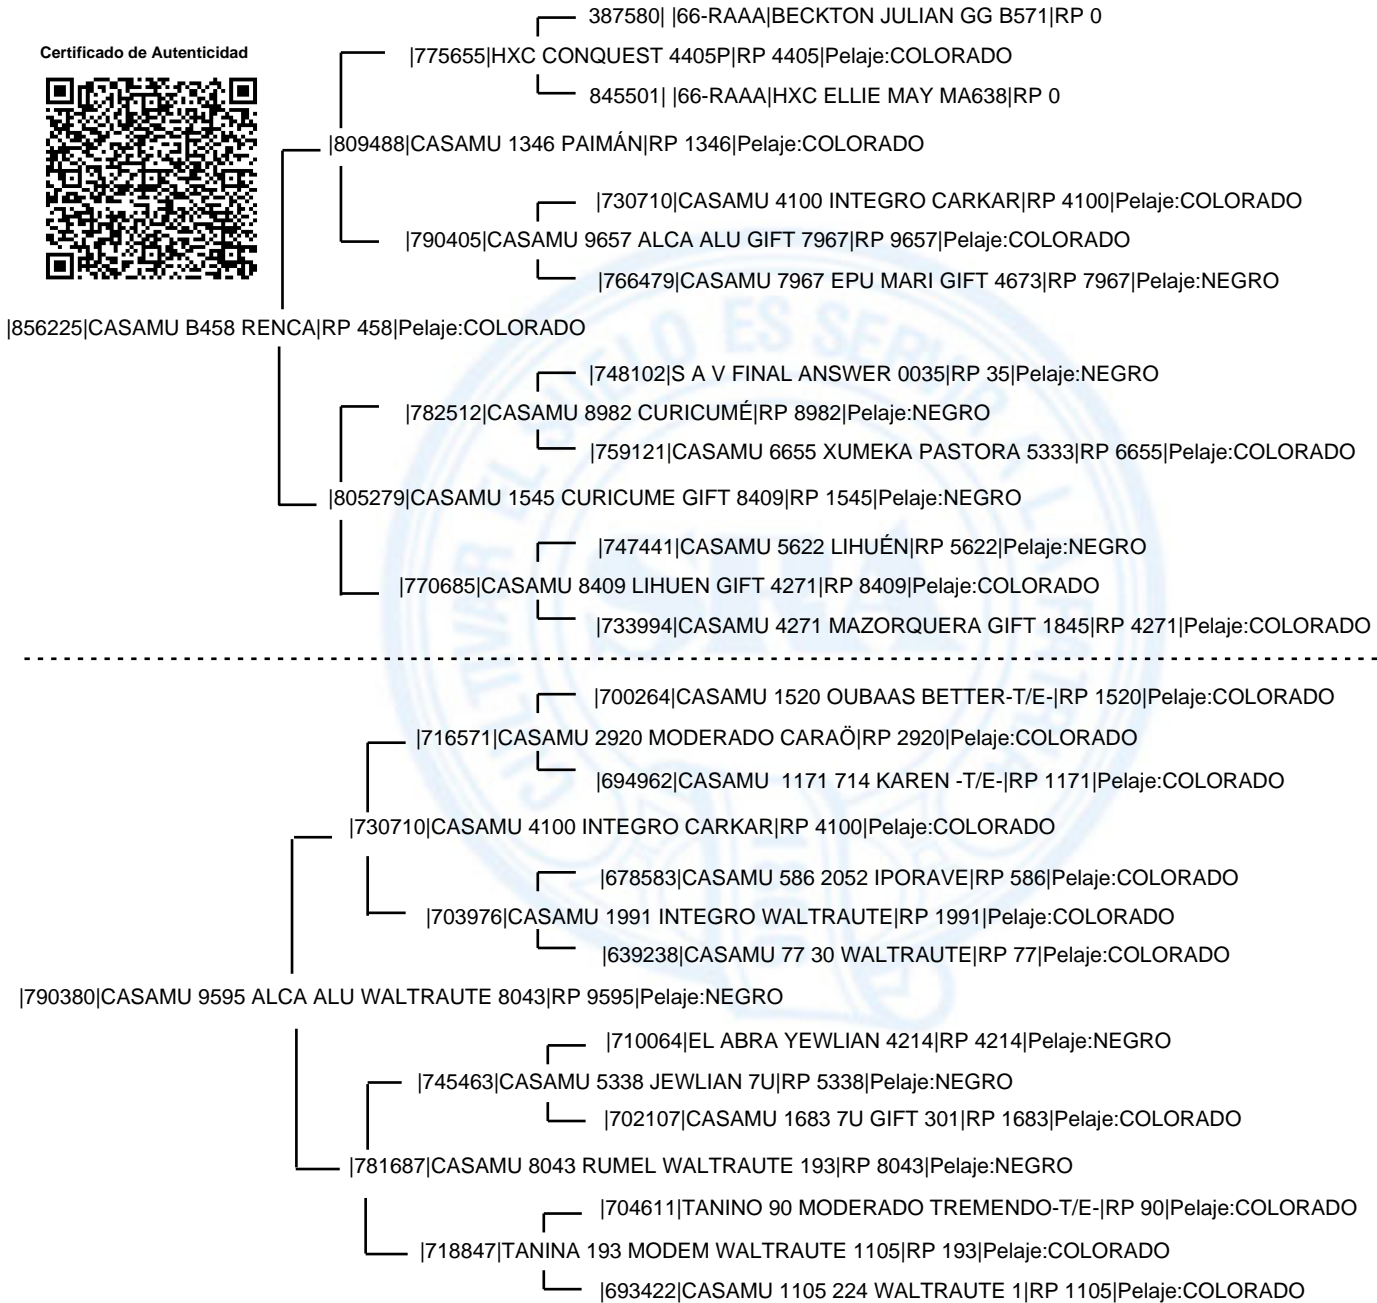 387580| |66-RAAA|BECKTON JULIAN GG B571|RP 0
Certificado de Autenticidad
|775655|HXC CONQUEST 4405P|RP 4405|Pelaje:COLORADO
845501| |66-RAAA|HXC ELLIE MAY MA638|RP 0
|809488|CASAMU 1346 PAIMÁN|RP 1346|Pelaje:COLORADO
|730710|CASAMU 4100 INTEGRO CARKAR|RP 4100|Pelaje:COLORADO
|790405|CASAMU 9657 ALCA ALU GIFT 7967|RP 9657|Pelaje:COLORADO
|766479|CASAMU 7967 EPU MARI GIFT 4673|RP 7967|Pelaje:NEGRO
|856225|CASAMU B458 RENCA|RP 458|Pelaje:COLORADO
|748102|S A V FINAL ANSWER 0035|RP 35|Pelaje:NEGRO
|782512|CASAMU 8982 CURICUMÉ|RP 8982|Pelaje:NEGRO
|759121|CASAMU 6655 XUMEKA PASTORA 5333|RP 6655|Pelaje:COLORADO
|805279|CASAMU 1545 CURICUME GIFT 8409|RP 1545|Pelaje:NEGRO
|747441|CASAMU 5622 LIHUÉN|RP 5622|Pelaje:NEGRO
|770685|CASAMU 8409 LIHUEN GIFT 4271|RP 8409|Pelaje:COLORADO
|733994|CASAMU 4271 MAZORQUERA GIFT 1845|RP 4271|Pelaje:COLORADO
|700264|CASAMU 1520 OUBAAS BETTER-T/E-|RP 1520|Pelaje:COLORADO
|716571|CASAMU 2920 MODERADO CARAÖ|RP 2920|Pelaje:COLORADO
|694962|CASAMU  1171 714 KAREN -T/E-|RP 1171|Pelaje:COLORADO
|730710|CASAMU 4100 INTEGRO CARKAR|RP 4100|Pelaje:COLORADO
|678583|CASAMU 586 2052 IPORAVE|RP 586|Pelaje:COLORADO
|703976|CASAMU 1991 INTEGRO WALTRAUTE|RP 1991|Pelaje:COLORADO
|639238|CASAMU 77 30 WALTRAUTE|RP 77|Pelaje:COLORADO
|790380|CASAMU 9595 ALCA ALU WALTRAUTE 8043|RP 9595|Pelaje:NEGRO
|710064|EL ABRA YEWLIAN 4214|RP 4214|Pelaje:NEGRO
|745463|CASAMU 5338 JEWLIAN 7U|RP 5338|Pelaje:NEGRO
|702107|CASAMU 1683 7U GIFT 301|RP 1683|Pelaje:COLORADO
|781687|CASAMU 8043 RUMEL WALTRAUTE 193|RP 8043|Pelaje:NEGRO
|704611|TANINO 90 MODERADO TREMENDO-T/E-|RP 90|Pelaje:COLORADO
|718847|TANINA 193 MODEM WALTRAUTE 1105|RP 193|Pelaje:COLORADO
|693422|CASAMU 1105 224 WALTRAUTE 1|RP 1105|Pelaje:COLORADO
CULTIVAR EL SUELO ES SERVIR A LA PATRIA
SRA
1866